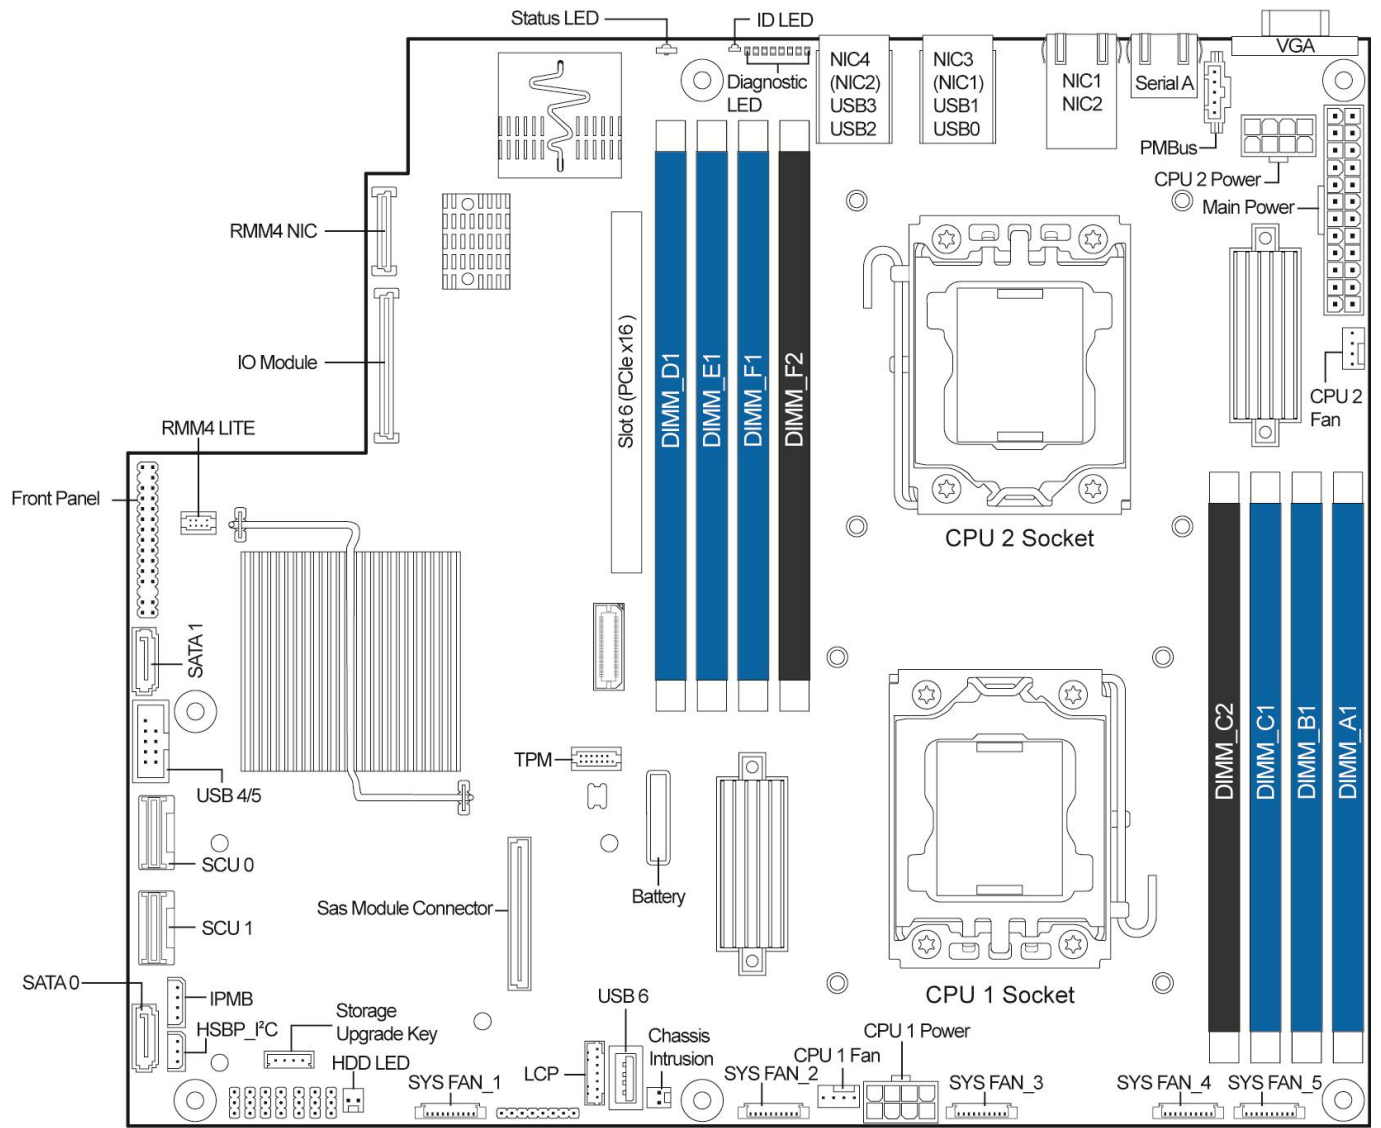 Status LED
ID LED
Diagnostic
LED
NIC4
(NIC2)
USB3
USB2
NIC3
(NIC1)
USB1
USB0
NIC1
NIC2
Serial A
VGA
PMBus
CPU 2 Power
Main Power
RMM4 NIC
IO Module
RMM4 LITE
Front Panel
Slot 6 (PCIe x16)
DIMM_D1
DIMM_E1
DIMM_F1
DIMM_F2
CPU 2
Fan
CPU 2 Socket
SATA 1
USB 4/5
TPM
DIMM_C2
DIMM_C1
DIMM_B1
DIMM_A1
SCU 0
Battery
Sas Module Connector
SCU 1
SATA 0
IPMB
HSBP_I²C
Storage
Upgrade Key
HDD LED
USB 6
Chassis
Intrusion
LCP
CPU 1 Socket
CPU 1 Power
CPU 1 Fan
SYS FAN_1
SYS FAN_2
SYS FAN_3
SYS FAN_4
SYS FAN_5